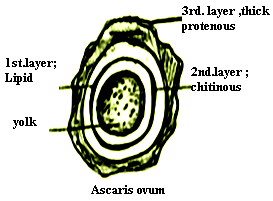 3rd. layer ,thick
protenous
1st.layer;
Lipid
2nd.layer ;
chitinous
yolk
Ascaris ovum